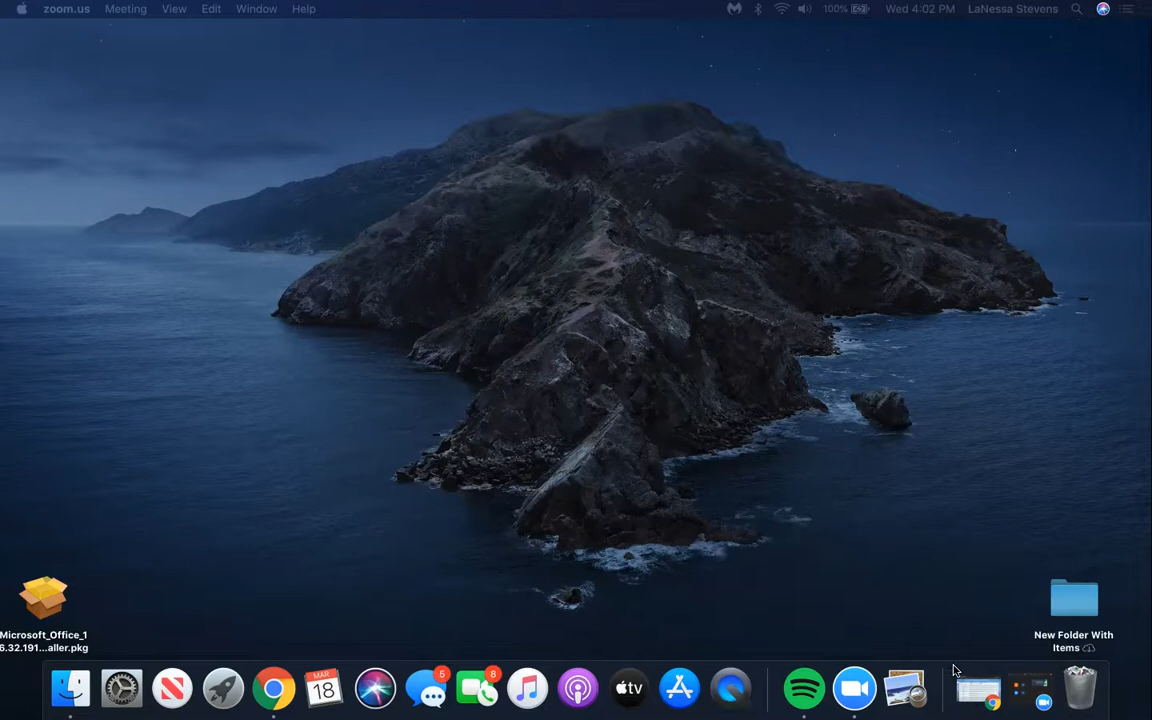 zoom.us Meeting View Edit Window Help 100% Wed 4:02 PM LaNessa Stevens
Microsoft_Office_1
6.32.191...aller.pkg
New Folder With
Items
5
8
MAR
18
tv